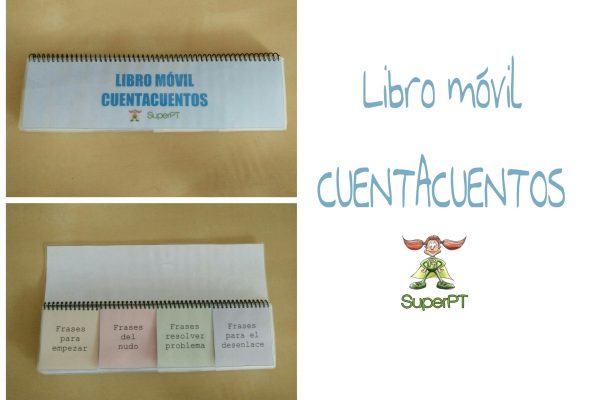 LIBRO MÓVIL
CUENTACUENTOS
SuperPT
Frases para empezar
Frases del nudo
Frases resolver problema
Frases para el desenlace
Libro móvil
CUENTACUENTOS
SuperPT